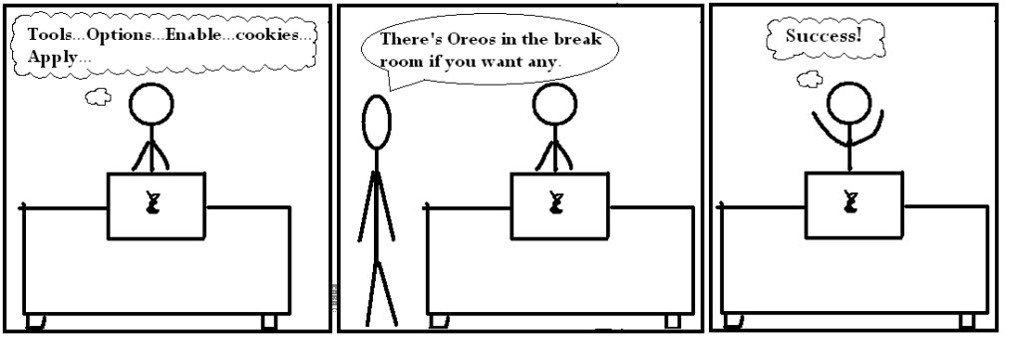 Tools...Options...Enable...cookies...
Apply...
There's Oreos in the break
room if you want any.
Success!